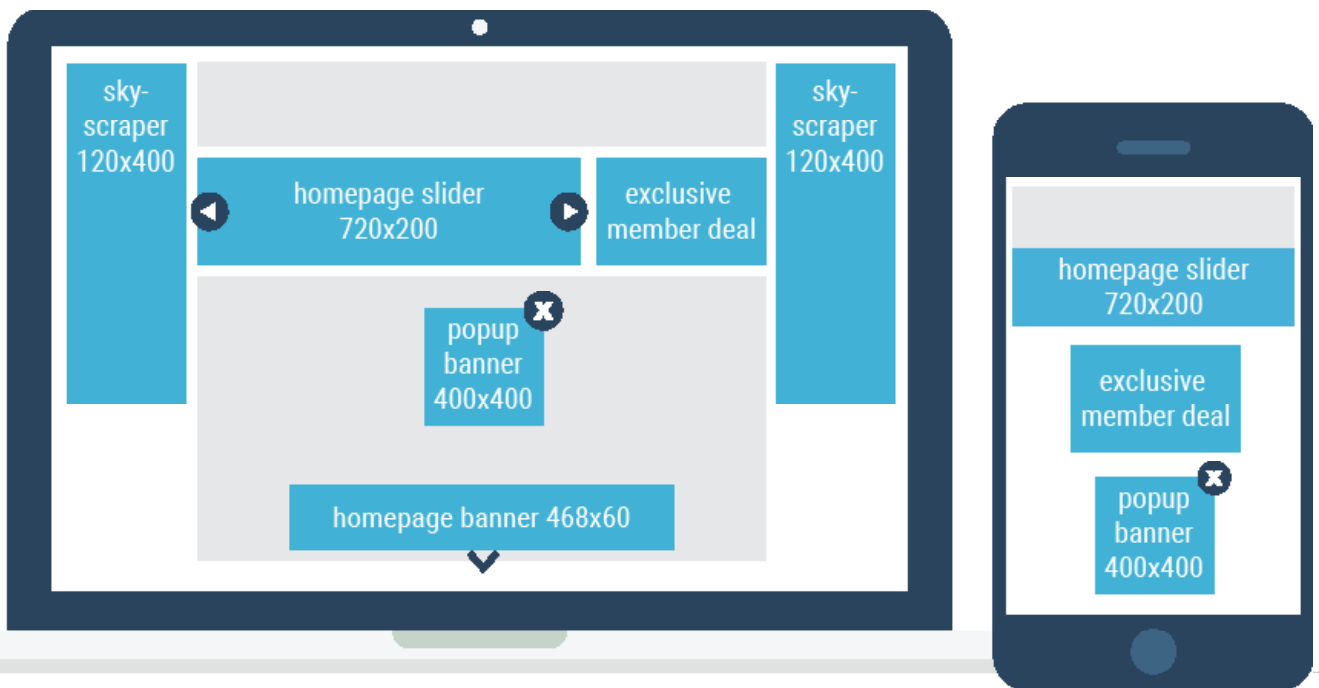 sky-
scraper
120x400
homepage slider
720x200
exclusive
member deal
sky-
scraper
120x400
popup
banner
400x400
X
homepage banner 468x60
homepage slider
720x200
exclusive
member deal
X
popup
banner
400x400